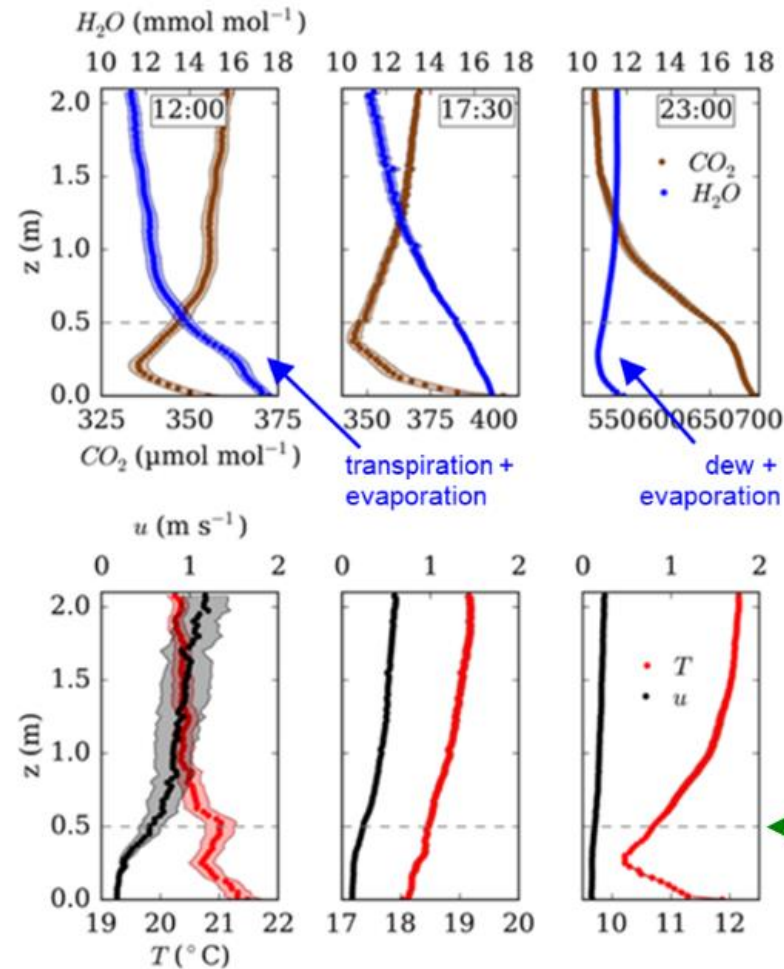 H₂O (mmol mol⁻¹)
10 12 14 16 18 10 12 14 16 18 10 12 14 16 18
2.0 12:00 17:30 23:00
CO₂
H₂O
1.5
z (m)
1.0
0.5
0.0
325 350 375 350 375 400 550 600 650 700
CO₂ (µmol mol⁻¹)
transpiration +
evaporation
dew +
evaporation
u (m s⁻¹)
0 1 2 0 1 2 0 1 2
2.0
T
u
1.5
z (m)
1.0
0.5
0.0
19 20 21 22 17 18 19 20 10 11 12
T (°C)